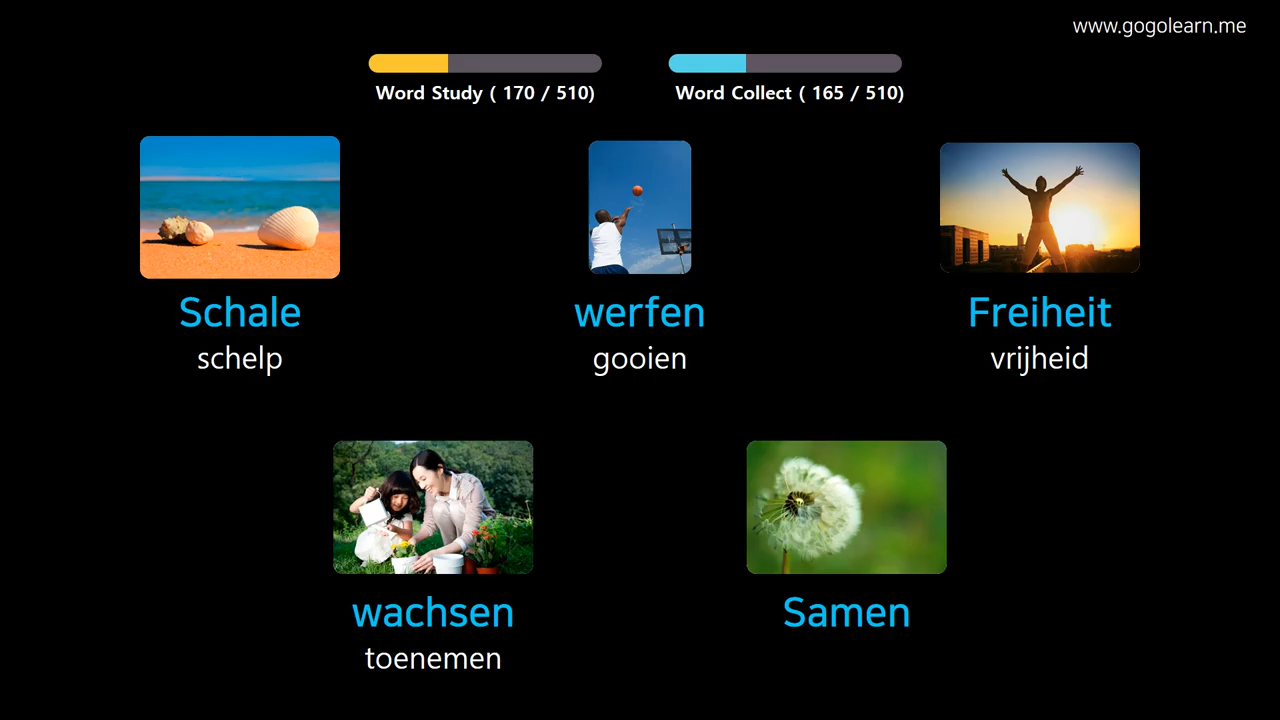 www.gogolearn.me
Word Study ( 170 / 510)
Word Collect ( 165 / 510)
Schale
schelp
werfen
gooien
Freiheit
vrijheid
wachsen
toenemen
Samen